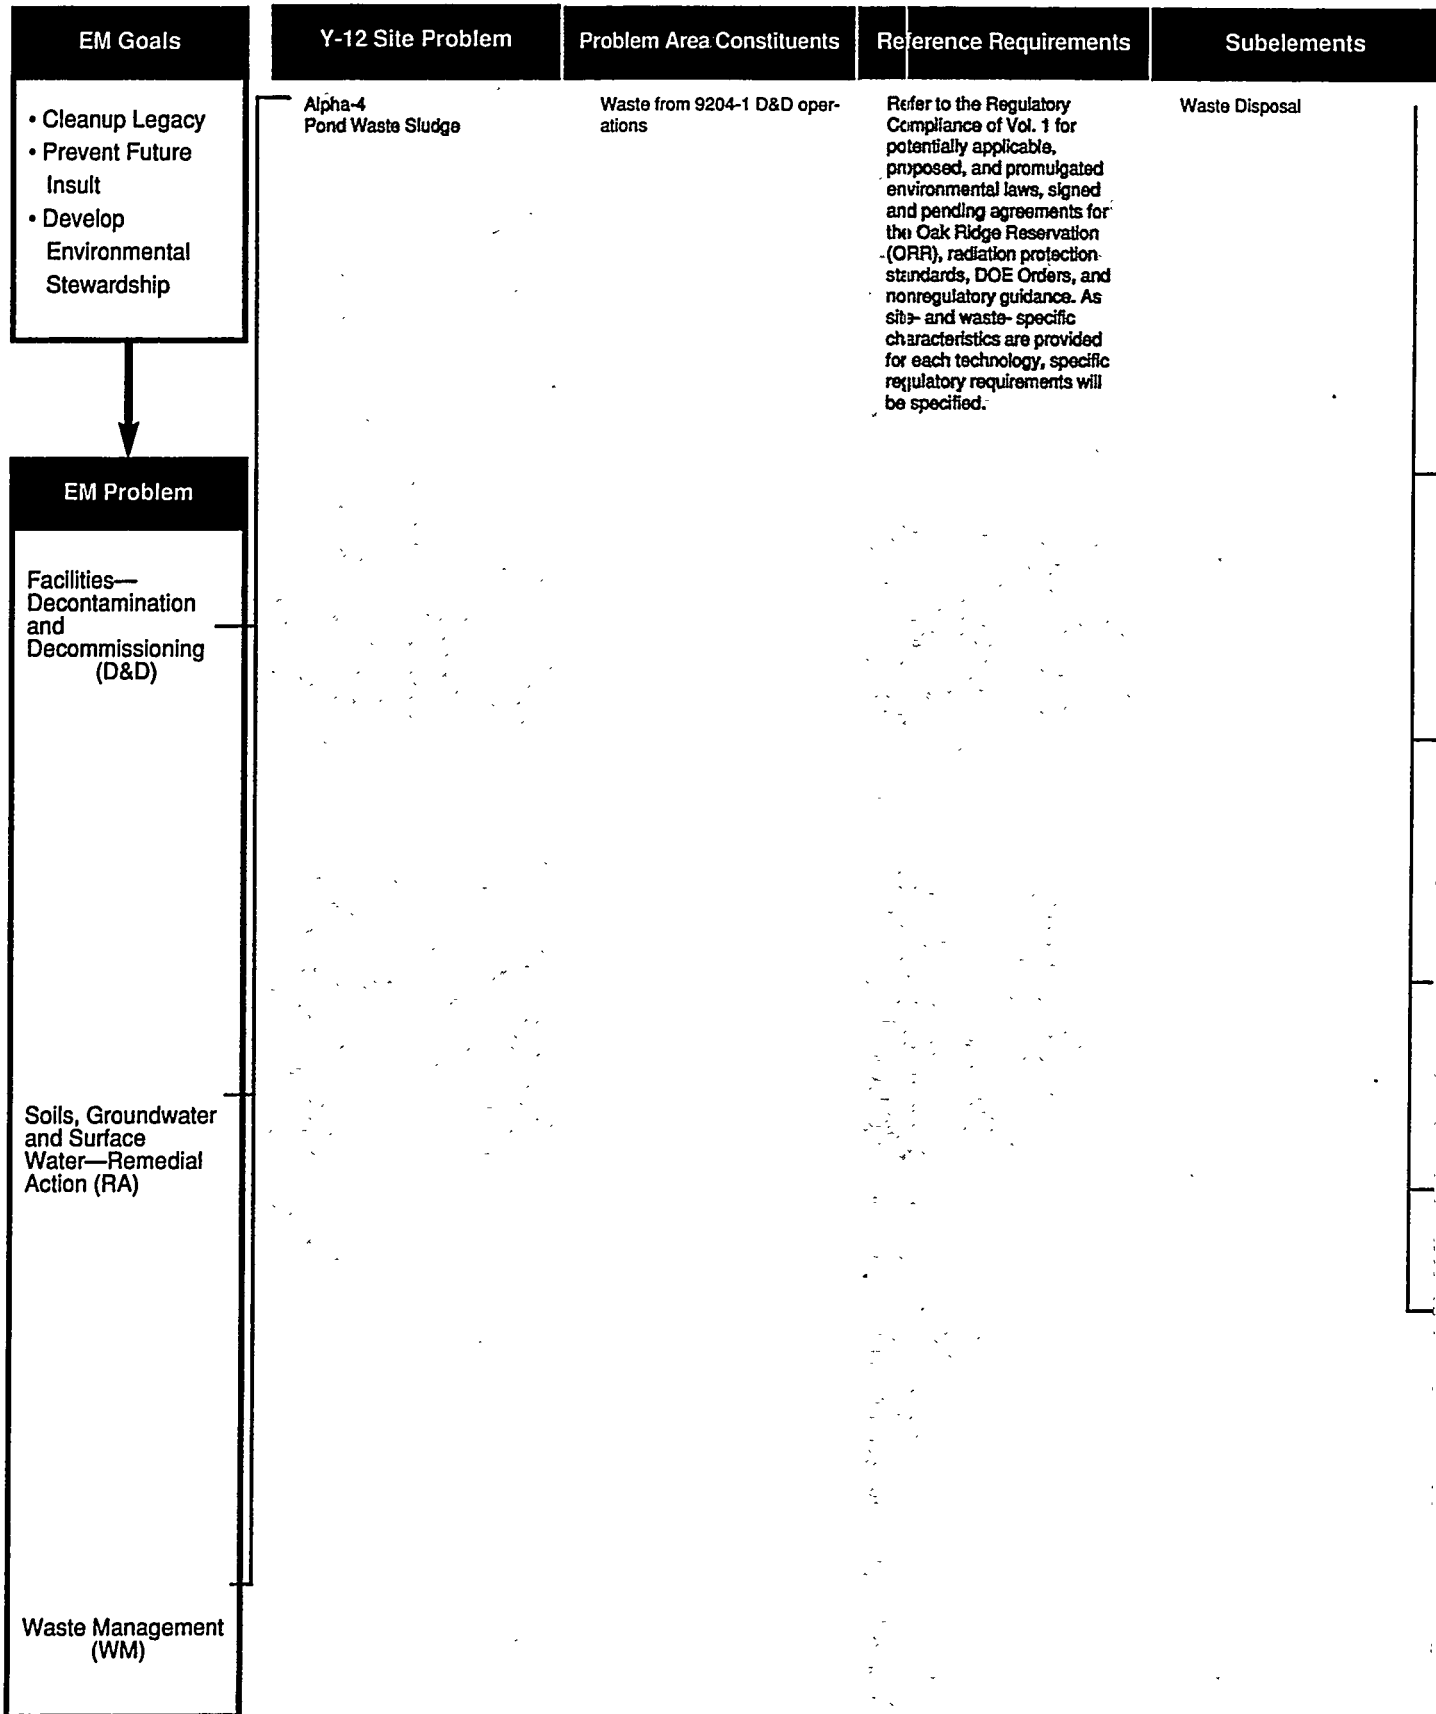 EM Goals
• Cleanup Legacy
• Prevent Future
Insult
• Develop
Environmental
Stewardship
EM Problem
Facilities—
Decontamination
and
Decommissioning
(D&D)
Soils, Groundwater
and Surface
Water—Remedial
Action (RA)
Waste Management
(WM)
Y-12 Site Problem
Alpha-4
Pond Waste Sludge
Problem Area Constituents
Waste from 9204-1 D&D oper-
ations
Reference Requirements
Refer to the Regulatory
Compliance of Vol. 1 for
potentially applicable,
proposed, and promulgated
environmental laws, signed
and pending agreements for
the Oak Ridge Reservation
(ORR), radiation protection
standards, DOE Orders, and
nonregulatory guidance. As
site- and waste- specific
characteristics are provided
for each technology, specific
regulatory requirements will
be specified.
Subelements
Waste Disposal